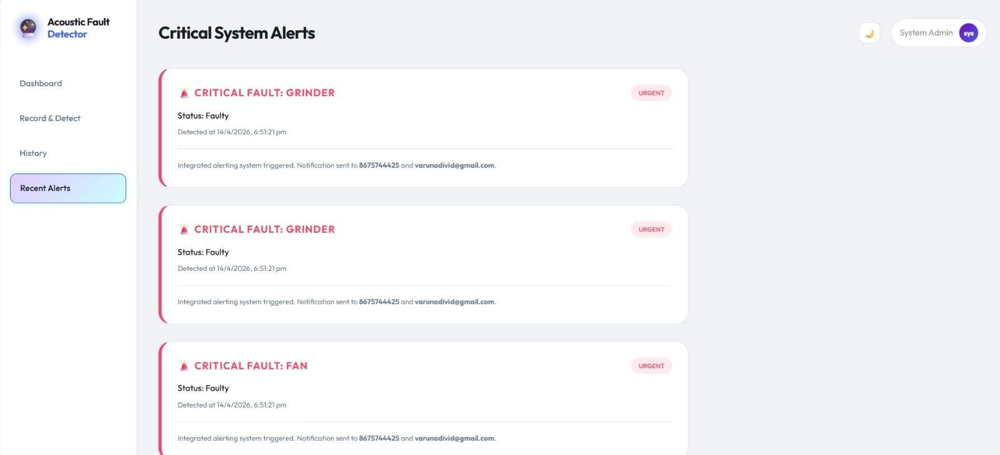 Acoustic Fault
Detector
Dashboard
Record & Detect
History
Recent Alerts
Critical System Alerts
System Admin
sys
CRITICAL FAULT: GRINDER
URGENT
Status: Faulty
Detected at 14/4/2026, 6:51:21 pm
Integrated alerting system triggered. Notification sent to 8675744425 and varunadivid@gmail.com.
CRITICAL FAULT: GRINDER
URGENT
Status: Faulty
Detected at 14/4/2026, 6:51:21 pm
Integrated alerting system triggered. Notification sent to 8675744425 and varunadivid@gmail.com.
CRITICAL FAULT: FAN
URGENT
Status: Faulty
Detected at 14/4/2026, 6:51:21 pm
Integrated alerting system triggered. Notification sent to 8675744425 and varunadivid@gmail.com.